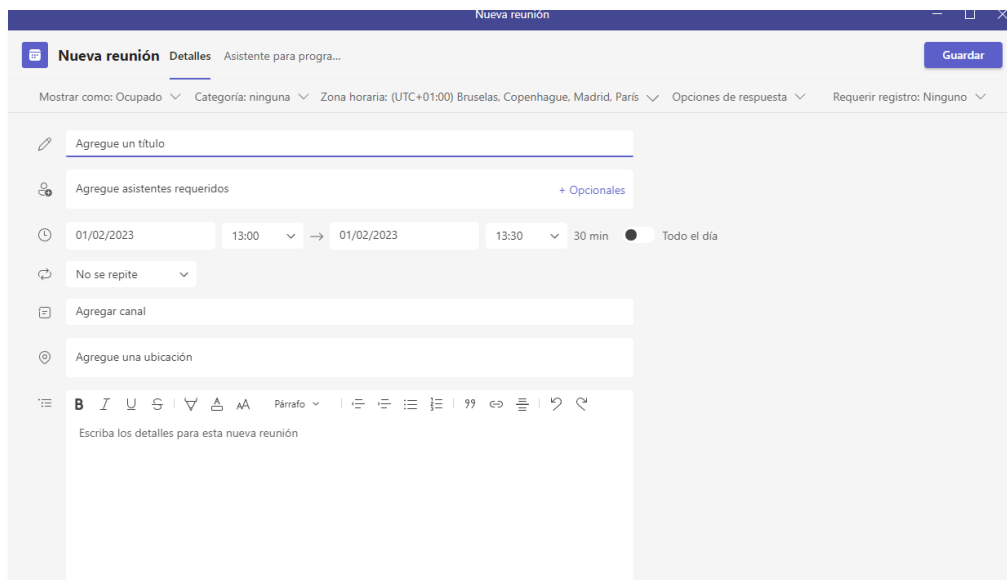 Nueva reunión
Nueva reunión Detalles Asistente para progra... Guardar
Mostrar como: Ocupado Categoría: ninguna Zona horaria: (UTC+01:00) Bruselas, Copenhague, Madrid, París Opciones de respuesta Requerir registro: Ninguno
Agregue un título
Agregue asistentes requeridos + Opcionales
01/02/2023 13:00 → 01/02/2023 13:30 30 min Todo el día
No se repite
Agregar canal
Agregue una ubicación
B I U S A AA Párrafo
Escriba los detalles para esta nueva reunión